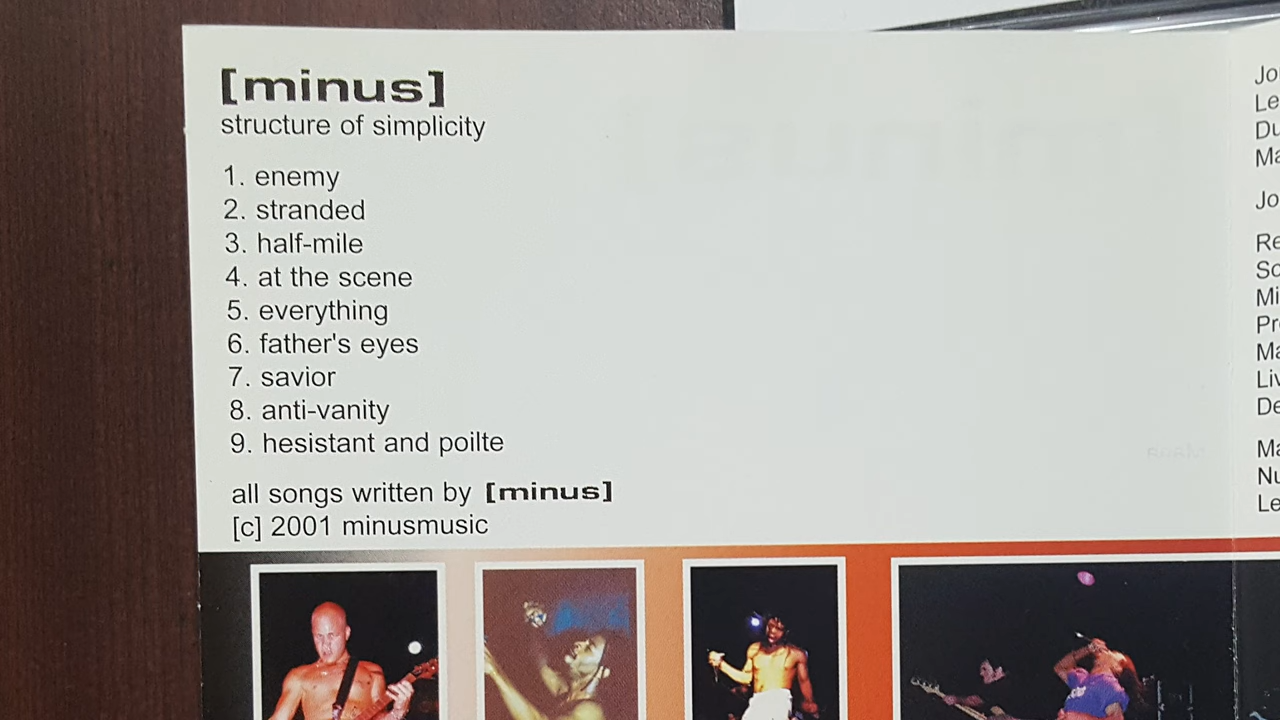 [minus]
structure of simplicity
1. enemy
2. stranded
3. half-mile
4. at the scene
5. everything
6. father's eyes
7. savior
8. anti-vanity
9. hesistant and poilte
all songs written by [minus]
[c] 2001 minusmusic